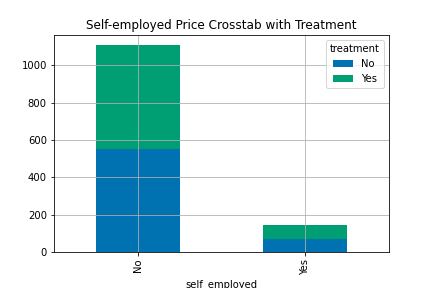 Self-employed Price Crosstab with Treatment
treatment
No
Yes
1000
800
600
400
200
0
No
Yes
self_employed